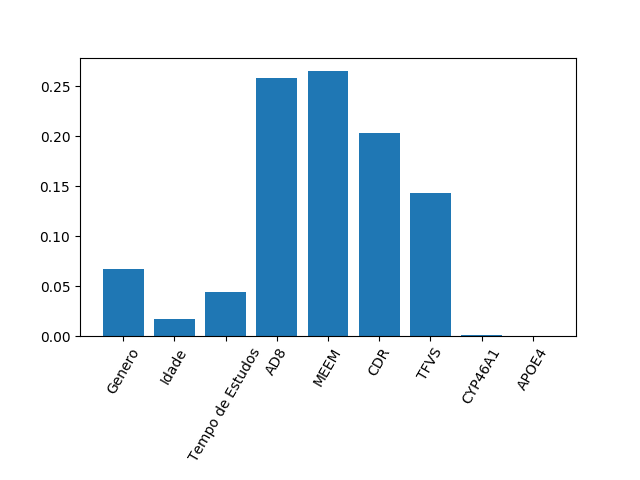 0.25
0.20
0.15
0.10
0.05
0.00
Genero
Idade
Tempo de Estudos
AD8
MEEM
CDR
TFVS
CYP46A1
APOE4